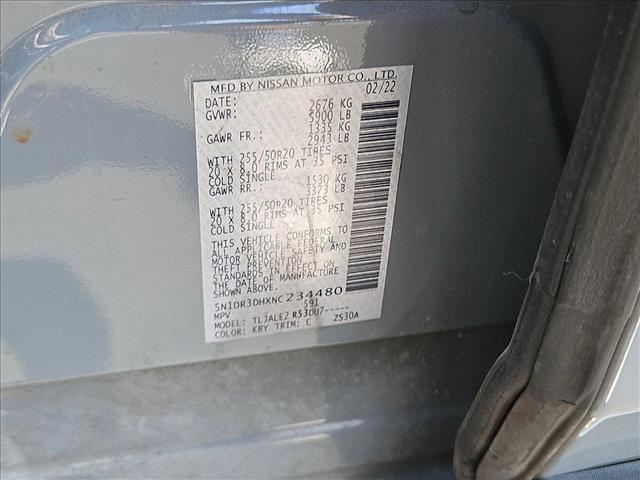 MFD BY NISSAN MOTOR CO., LTD.
DATE: 02/22
GVWR: 2676 KG
5900 LB
GAWR FR.: 1335 KG
2943 LB
WITH 255/50R20 TIRES
20 X 8.0 RIMS AT 35 PSI
COLD SINGLE
GAWR RR.: 1530 KG
3373 LB
WITH 255/50R20 TIRES
20 X 8.0 RIMS AT 35 PSI
COLD SINGLE
THIS VEHICLE CONFORMS TO
ALL APPLICABLE FEDERAL
MOTOR VEHICLE SAFETY AND
THEFT PREVENTION
STANDARDS IN EFFECT ON
THE DATE OF MANUFACTURE
SHOWN ABOVE.
5N1DR3DHXNC234480
MPV 591
MODEL: TLJALE2 R53DU7-----
COLOR: KBY TRIM: C ZS30A